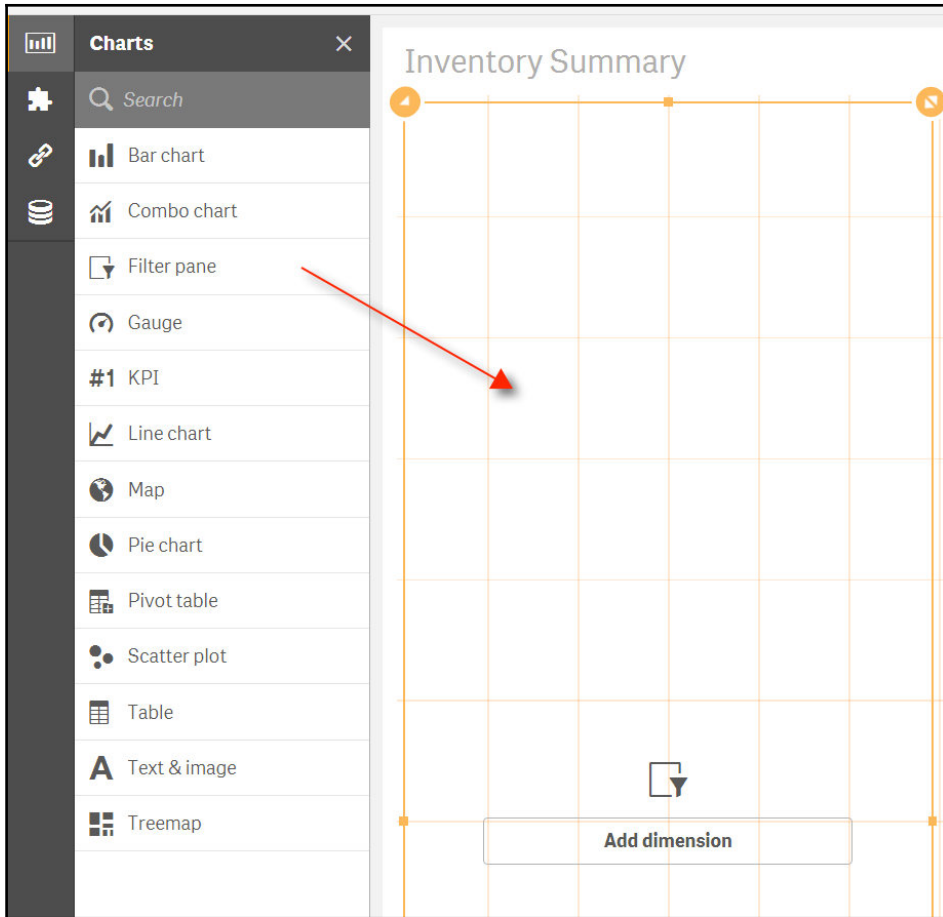 Charts
Inventory Summary
Search
Bar chart
Combo chart
Filter pane
Gauge
#1 KPI
Line chart
Map
Pie chart
Pivot table
Scatter plot
Table
A Text & image
Treemap
Add dimension